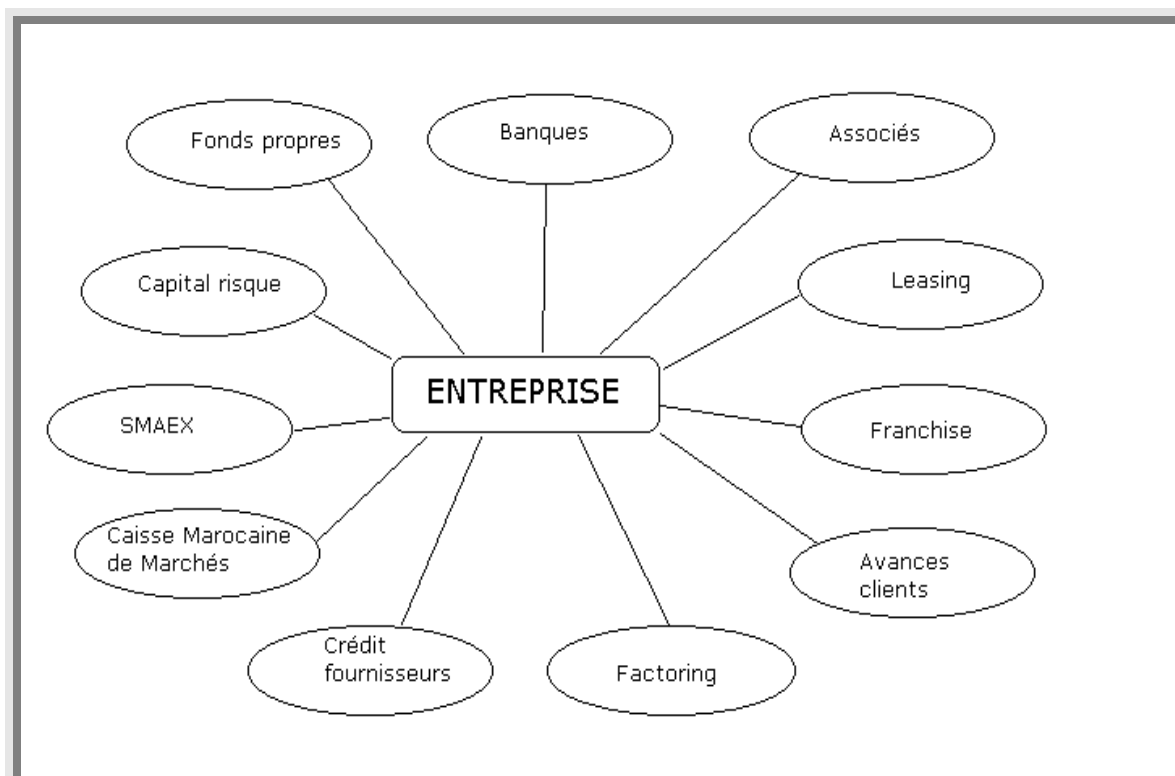 Fonds propres
Banques
Associés
Capital risque
Leasing
ENTREPRISE
SMAEX
Franchise
Caisse Marocaine
de Marchés
Avances
clients
Crédit
fournisseurs
Factoring